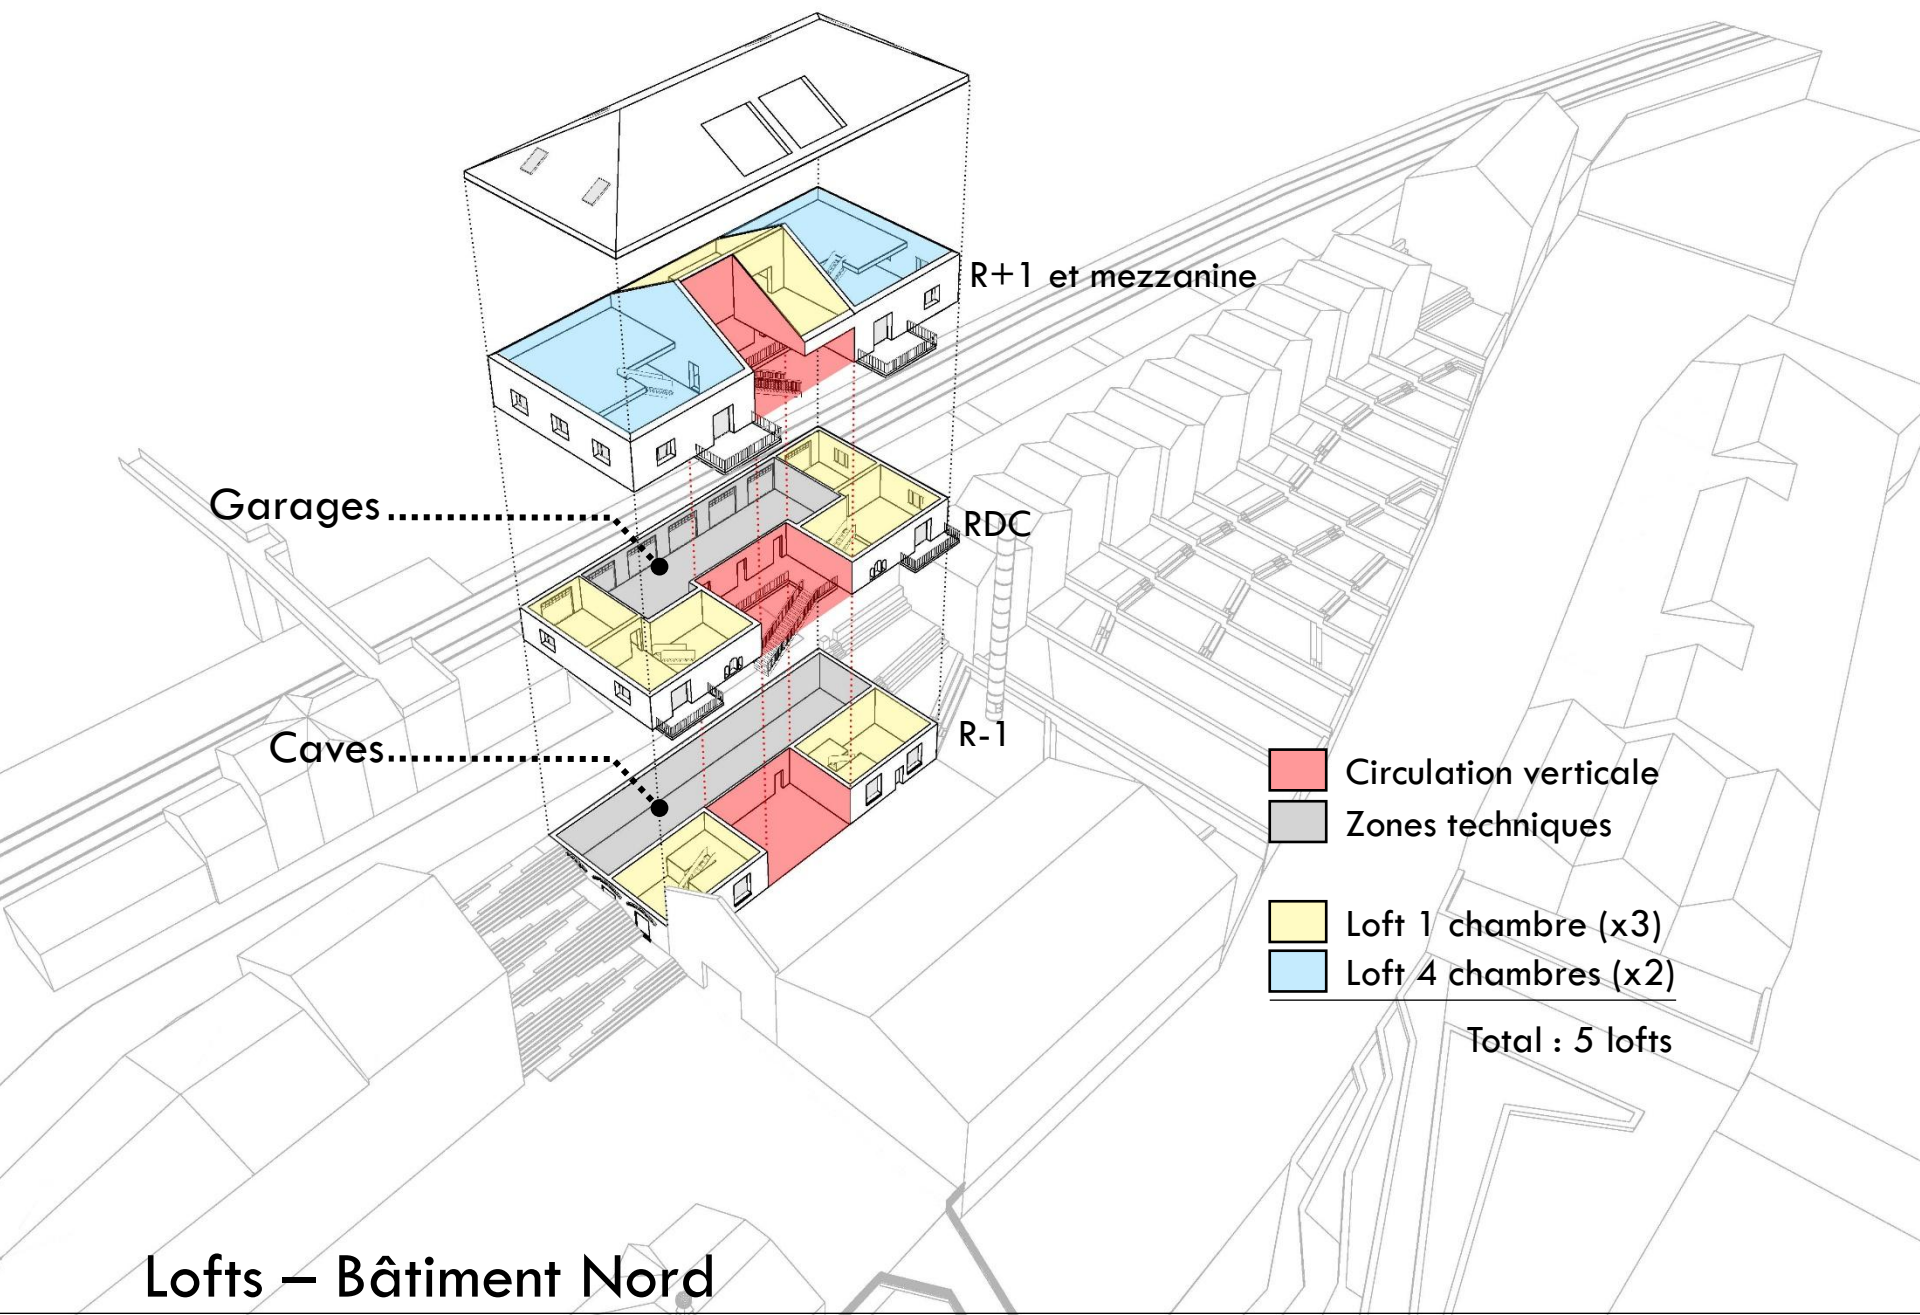 R+1 et mezzanine
Garages
RDC
Caves
R-1
Circulation verticale
Zones techniques
Loft 1 chambre (x3)
Loft 4 chambres (x2)
Total : 5 lofts
Lofts – Bâtiment Nord